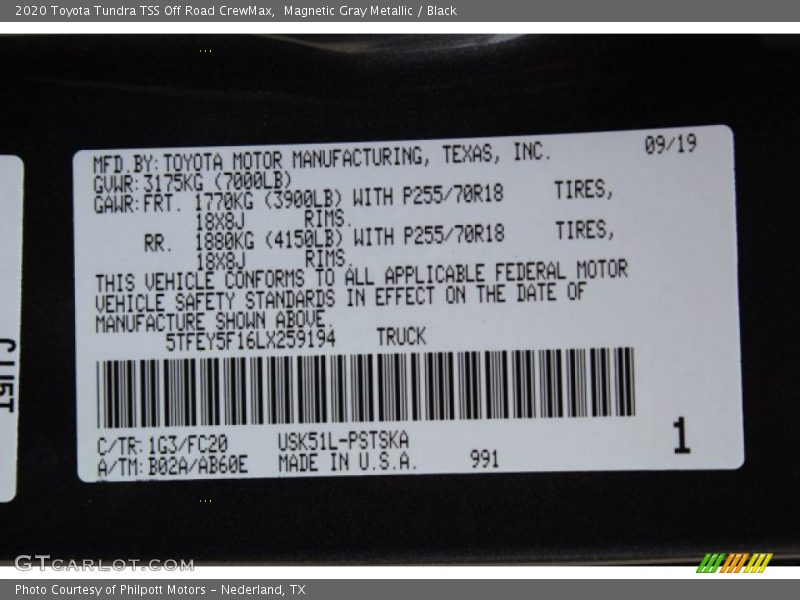 2020 Toyota Tundra TSS Off Road CrewMax,  Magnetic Gray Metallic / Black
MFD.BY:TOYOTA MOTOR MANUFACTURING, TEXAS, INC. 09/19
GVWR:3175KG (7000LB)
GAWR:FRT. 1770KG (3900LB) WITH P255/70R18 TIRES,
18X8J RIMS.
RR. 1880KG (4150LB) WITH P255/70R18 TIRES,
18X8J RIMS.
THIS VEHICLE CONFORMS TO ALL APPLICABLE FEDERAL MOTOR
VEHICLE SAFETY STANDARDS IN EFFECT ON THE DATE OF
MANUFACTURE SHOWN ABOVE.
5TFEY5F16LX259194 TRUCK
C/TR:1G3/FC20 USK51L-PSTSKA
A/TM:B02A/AB60E MADE IN U.S.A. 991
1
GTCARLOT.COM
Photo Courtesy of Philpott Motors - Nederland, TX